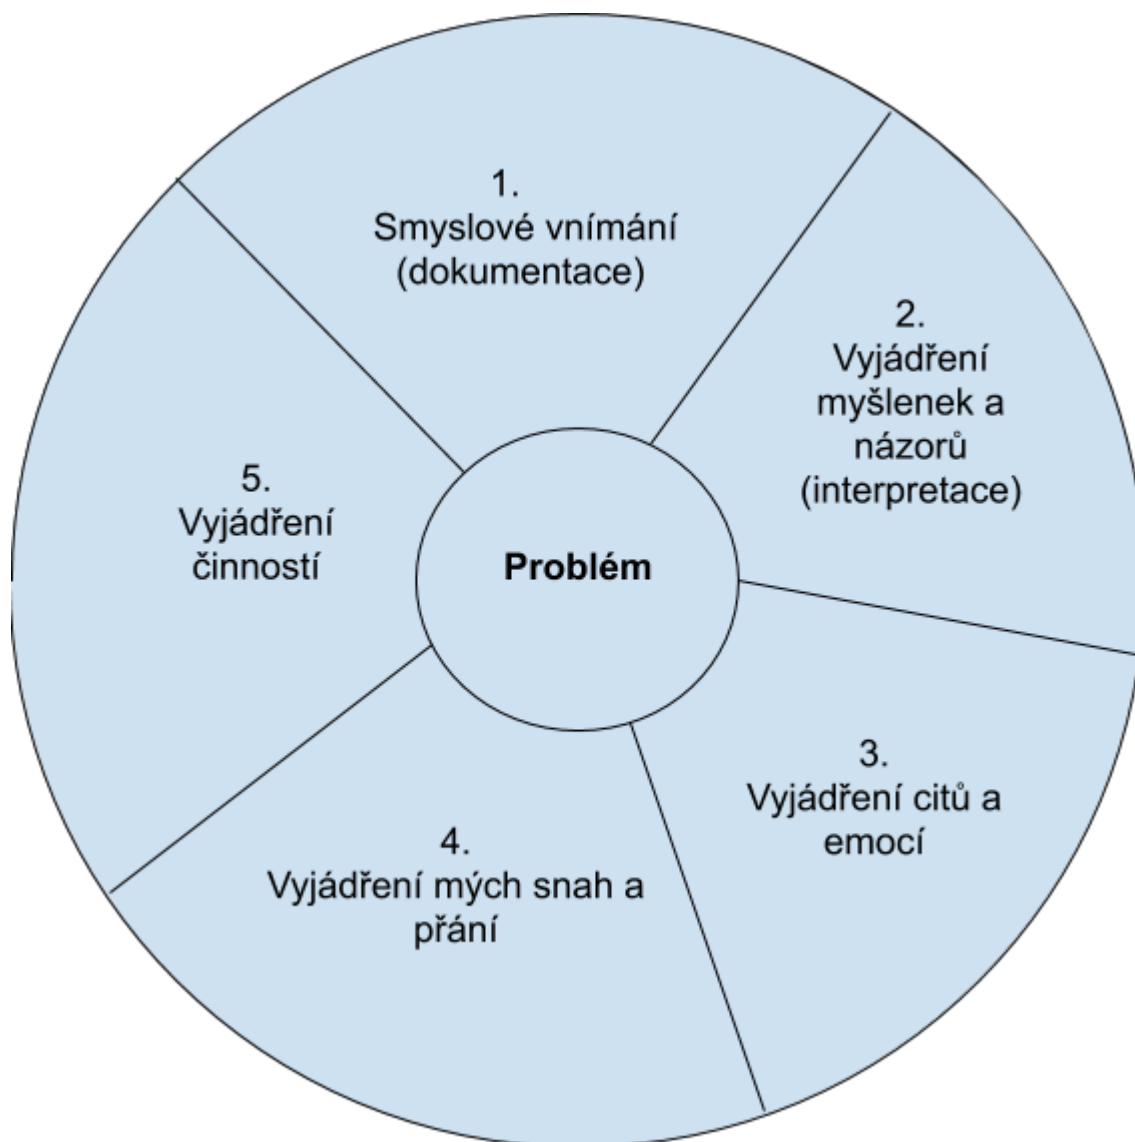 1.
Smyslové vnímání
(dokumentace)
2.
Vyjádření
myšlenek a
názorů
(interpretace)
3.
Vyjádření citů a
emocí
4.
Vyjádření mých snah a
přání
5.
Vyjádření
činností
Problém